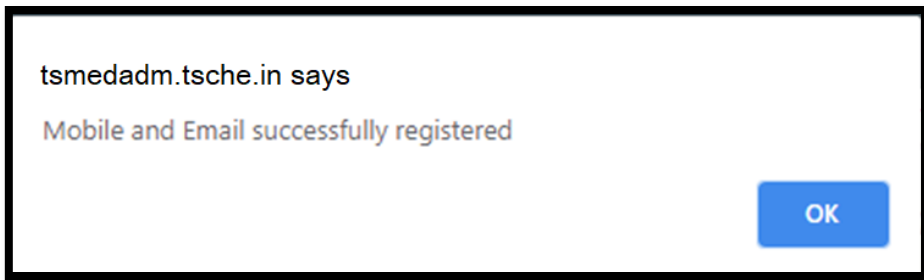 tsmedadm.tsche.in says
Mobile and Email successfully registered
OK